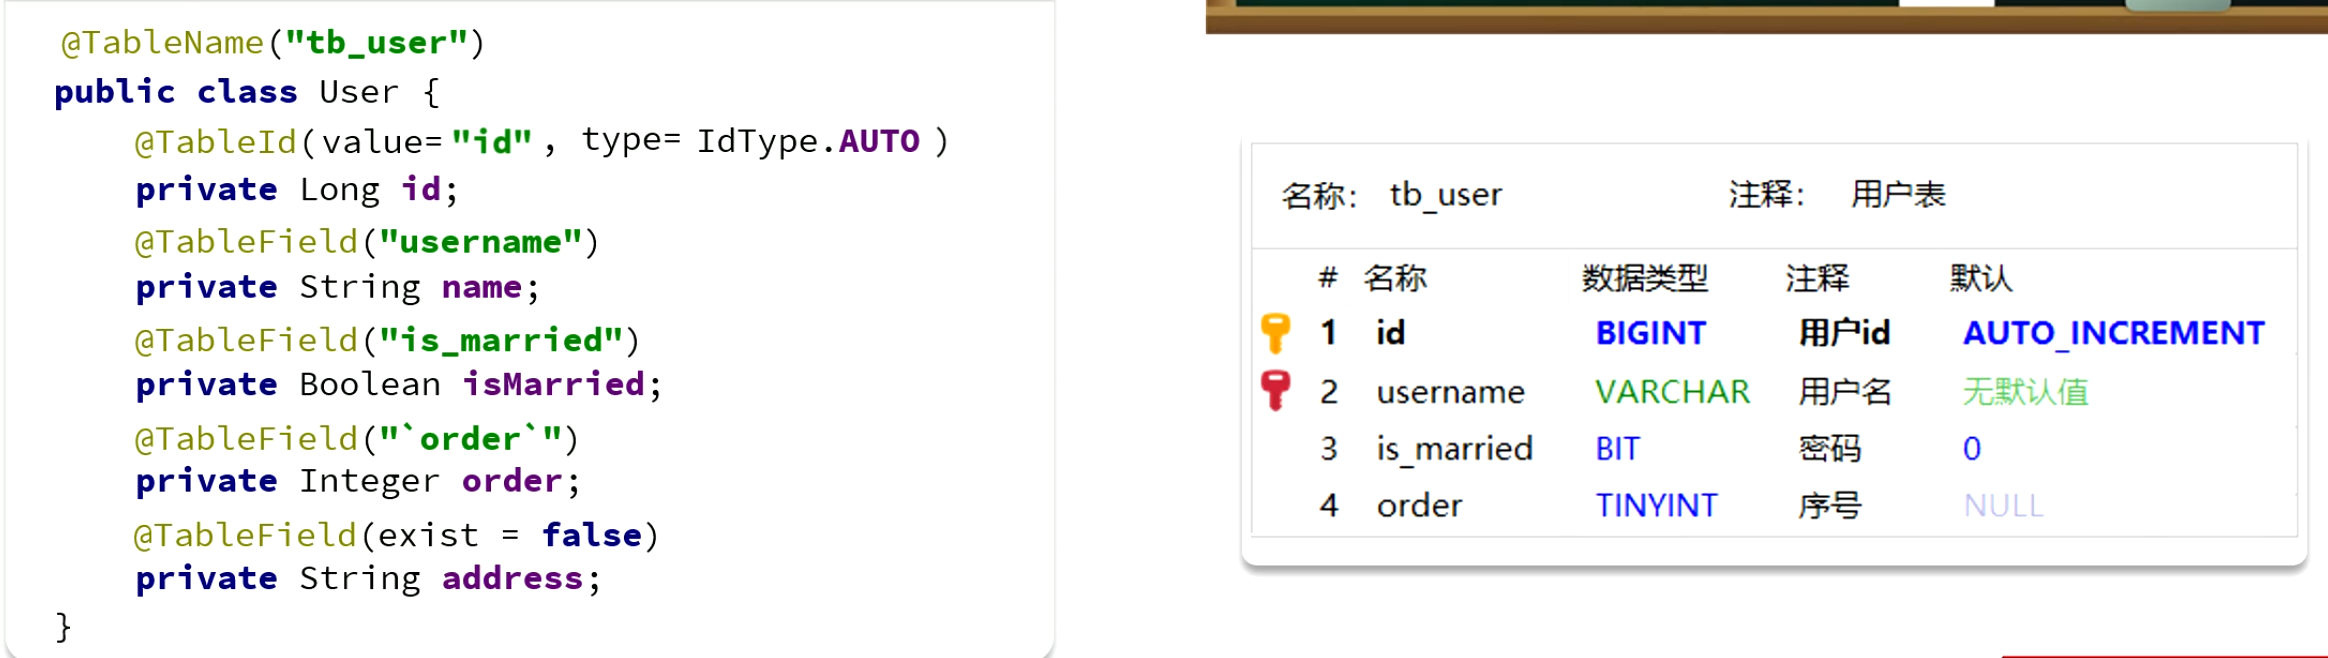 @TableName("tb_user")
public class User {
@TableId(value="id", type= IdType.AUTO )
private Long id;
@TableField("username")
private String name;
@TableField("is_married")
private Boolean isMarried;
@TableField("`order`")
private Integer order;
@TableField(exist = false)
private String address;
}
名称： tb_user 注释： 用户表
# 名称 数据类型 注释 默认
1 id BIGINT 用户id AUTO_INCREMENT
2 username VARCHAR 用户名 无默认值
3 is_married BIT 密码 0
4 order TINYINT 序号 NULL